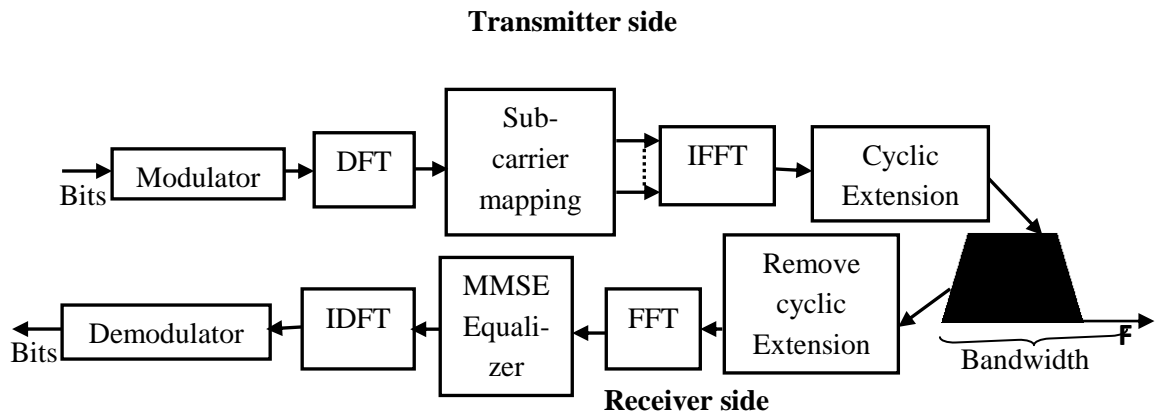 Transmitter side
Bits
Modulator
DFT
Sub-
carrier
mapping
IFFT
Cyclic
Extension
Bits
Demodulator
IDFT
MMSE
Equali-
zer
FFT
Remove
cyclic
Extension
Bandwidth
F
Receiver side